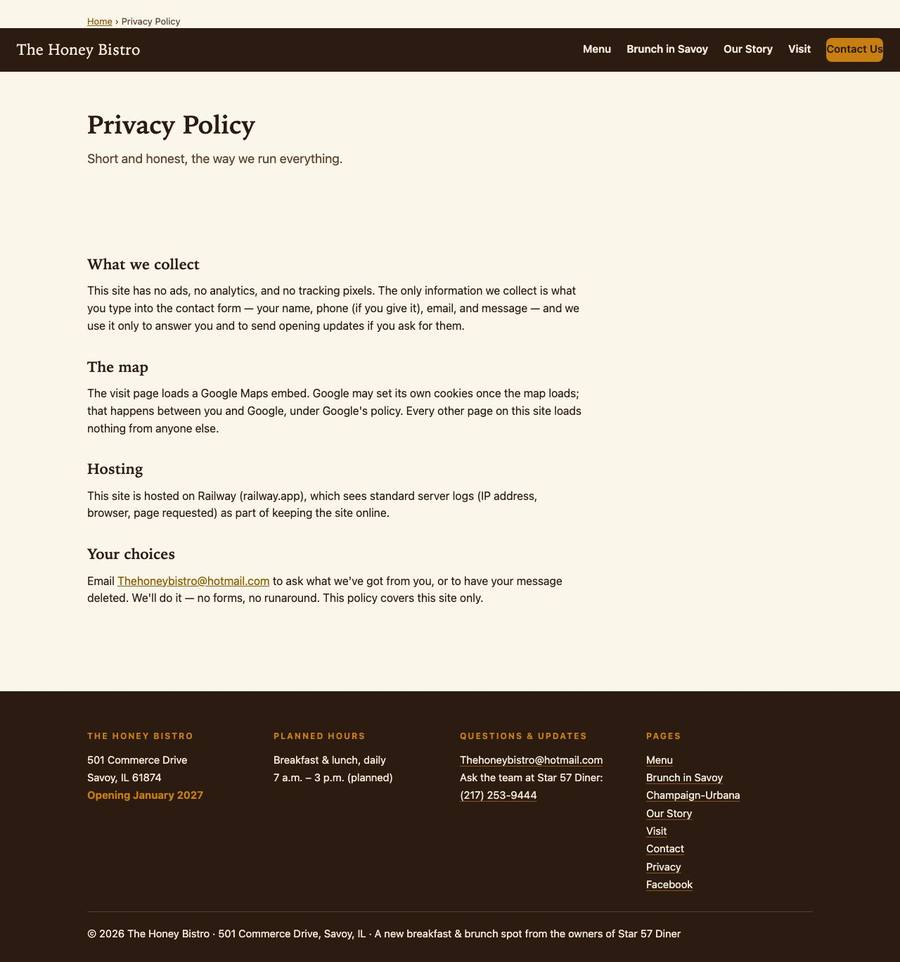 Home › Privacy Policy
The Honey Bistro
Menu Brunch in Savoy Our Story Visit Contact Us
Privacy Policy
Short and honest, the way we run everything.
What we collect
This site has no ads, no analytics, and no tracking pixels. The only information we collect is what
you type into the contact form — your name, phone (if you give it), email, and message — and we
use it only to answer you and to send opening updates if you ask for them.
The map
The visit page loads a Google Maps embed. Google may set its own cookies once the map loads;
that happens between you and Google, under Google's policy. Every other page on this site loads
nothing from anyone else.
Hosting
This site is hosted on Railway (railway.app), which sees standard server logs (IP address,
browser, page requested) as part of keeping the site online.
Your choices
Email Thehoneybistro@hotmail.com to ask what we've got from you, or to have your message
deleted. We'll do it — no forms, no runaround. This policy covers this site only.
THE HONEY BISTRO
501 Commerce Drive
Savoy, IL 61874
Opening January 2027
PLANNED HOURS
Breakfast & lunch, daily
7 a.m. – 3 p.m. (planned)
QUESTIONS & UPDATES
Thehoneybistro@hotmail.com
Ask the team at Star 57 Diner:
(217) 253-9444
PAGES
Menu
Brunch in Savoy
Champaign-Urbana
Our Story
Visit
Contact
Privacy
Facebook
© 2026 The Honey Bistro · 501 Commerce Drive, Savoy, IL · A new breakfast & brunch spot from the owners of Star 57 Diner